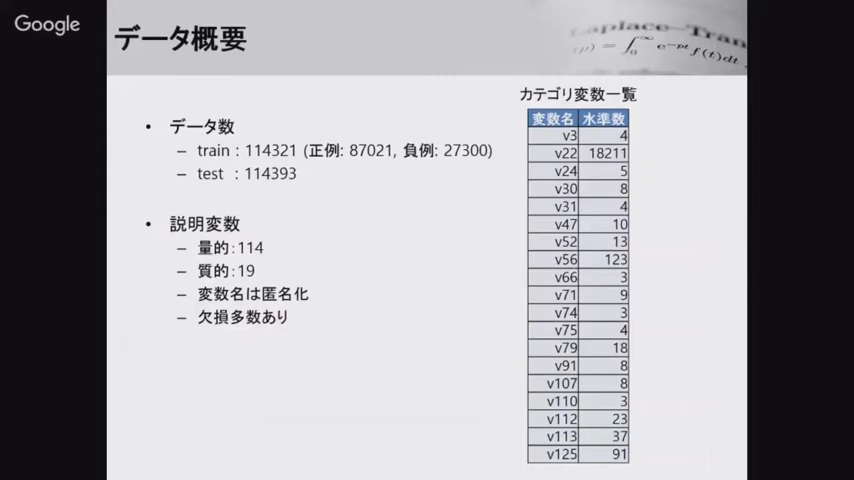 Google
データ概要
Laplace-Tran
(p) = ∫₀^∞ e^-pt f(t)dt
• データ数
– train : 114321 (正例: 87021, 負例: 27300)
– test : 114393
• 説明変数
– 量的：114
– 質的：19
– 変数名は匿名化
– 欠損多数あり
カテゴリ変数一覧
変数名 水準数
v3 4
v22 18211
v24 5
v30 8
v31 4
v47 10
v52 13
v56 123
v66 3
v71 9
v74 3
v75 4
v79 18
v91 8
v107 8
v110 3
v112 23
v113 37
v125 91